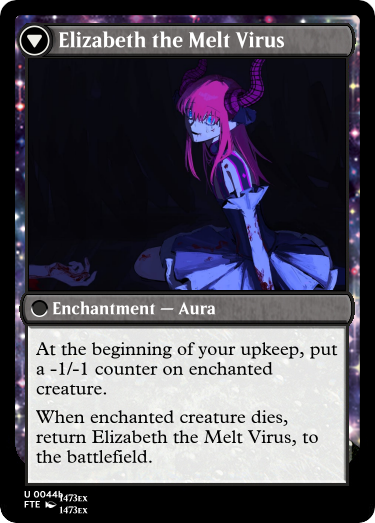 Elizabeth the Melt Virus
Enchantment — Aura
At the beginning of your upkeep, put
a -1/-1 counter on enchanted
creature.
When enchanted creature dies,
return Elizabeth the Melt Virus, to
the battlefield.
U 0044
1473EX
FTE
1473EX